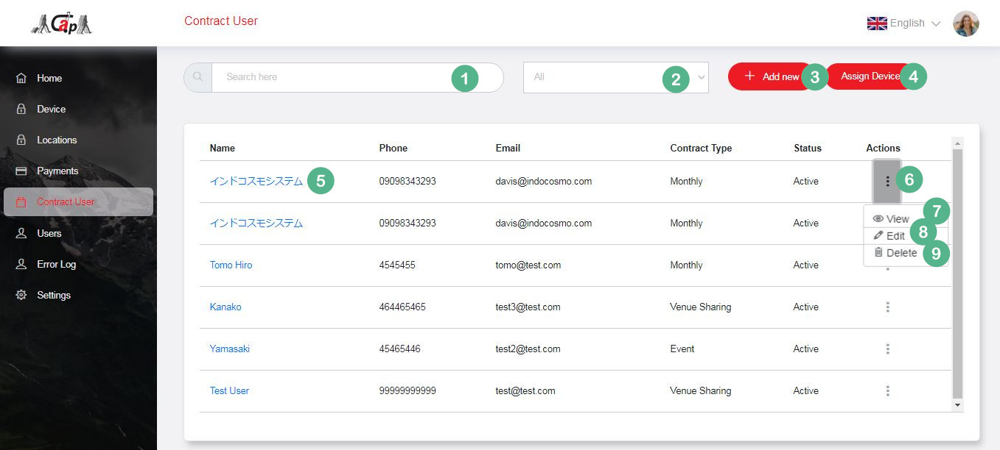 Cap
Contract User
English
Home
Device
Locations
Payments
Contract User
Users
Error Log
Settings
Search here 1
All 2
Add new 3
Assign Device 4
Name Phone Email Contract Type Status Actions
インドコスモシステム 5 09098343293 davis@indocosmo.com Monthly Active 6
インドコスモシステム 09098343293 davis@indocosmo.com Monthly Active
View 7
Edit 8
Delete 9
Tomo Hiro 4545455 tomo@test.com Monthly Active
Kanako 464465465 test3@test.com Venue Sharing Active
Yamasaki 45465446 test2@test.com Event Active
Test User 99999999999 test@test.com Venue Sharing Active